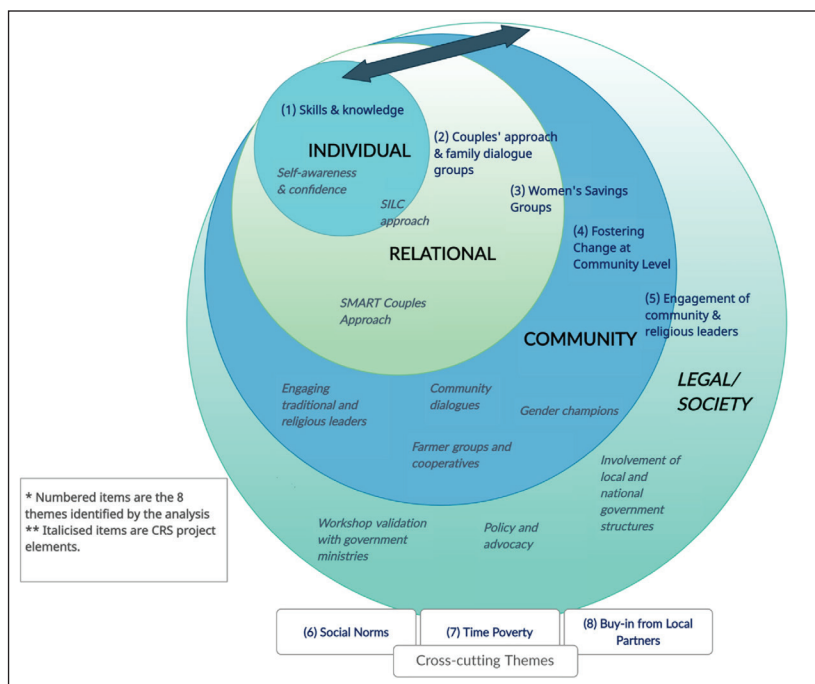 (1) Skills & knowledge
INDIVIDUAL
Self-awareness
& confidence
(2) Couples' approach
& family dialogue
groups
SILC
approach
(3) Women's Savings
Groups
RELATIONAL
(4) Fostering
Change at
Community Level
SMART Couples
Approach
(5) Engagement of
community &
religious leaders
COMMUNITY
LEGAL/
SOCIETY
Engaging
traditional and
religious leaders
Community
dialogues
Gender champions
Farmer groups and
cooperatives
Involvement of
local and
national
government
structures
Workshop validation
with government
ministries
Policy and
advocacy
* Numbered items are the 8
themes identified by the analysis
** Italicised items are CRS project
elements.
(6) Social Norms
(7) Time Poverty
(8) Buy-in from Local
Partners
Cross-cutting Themes